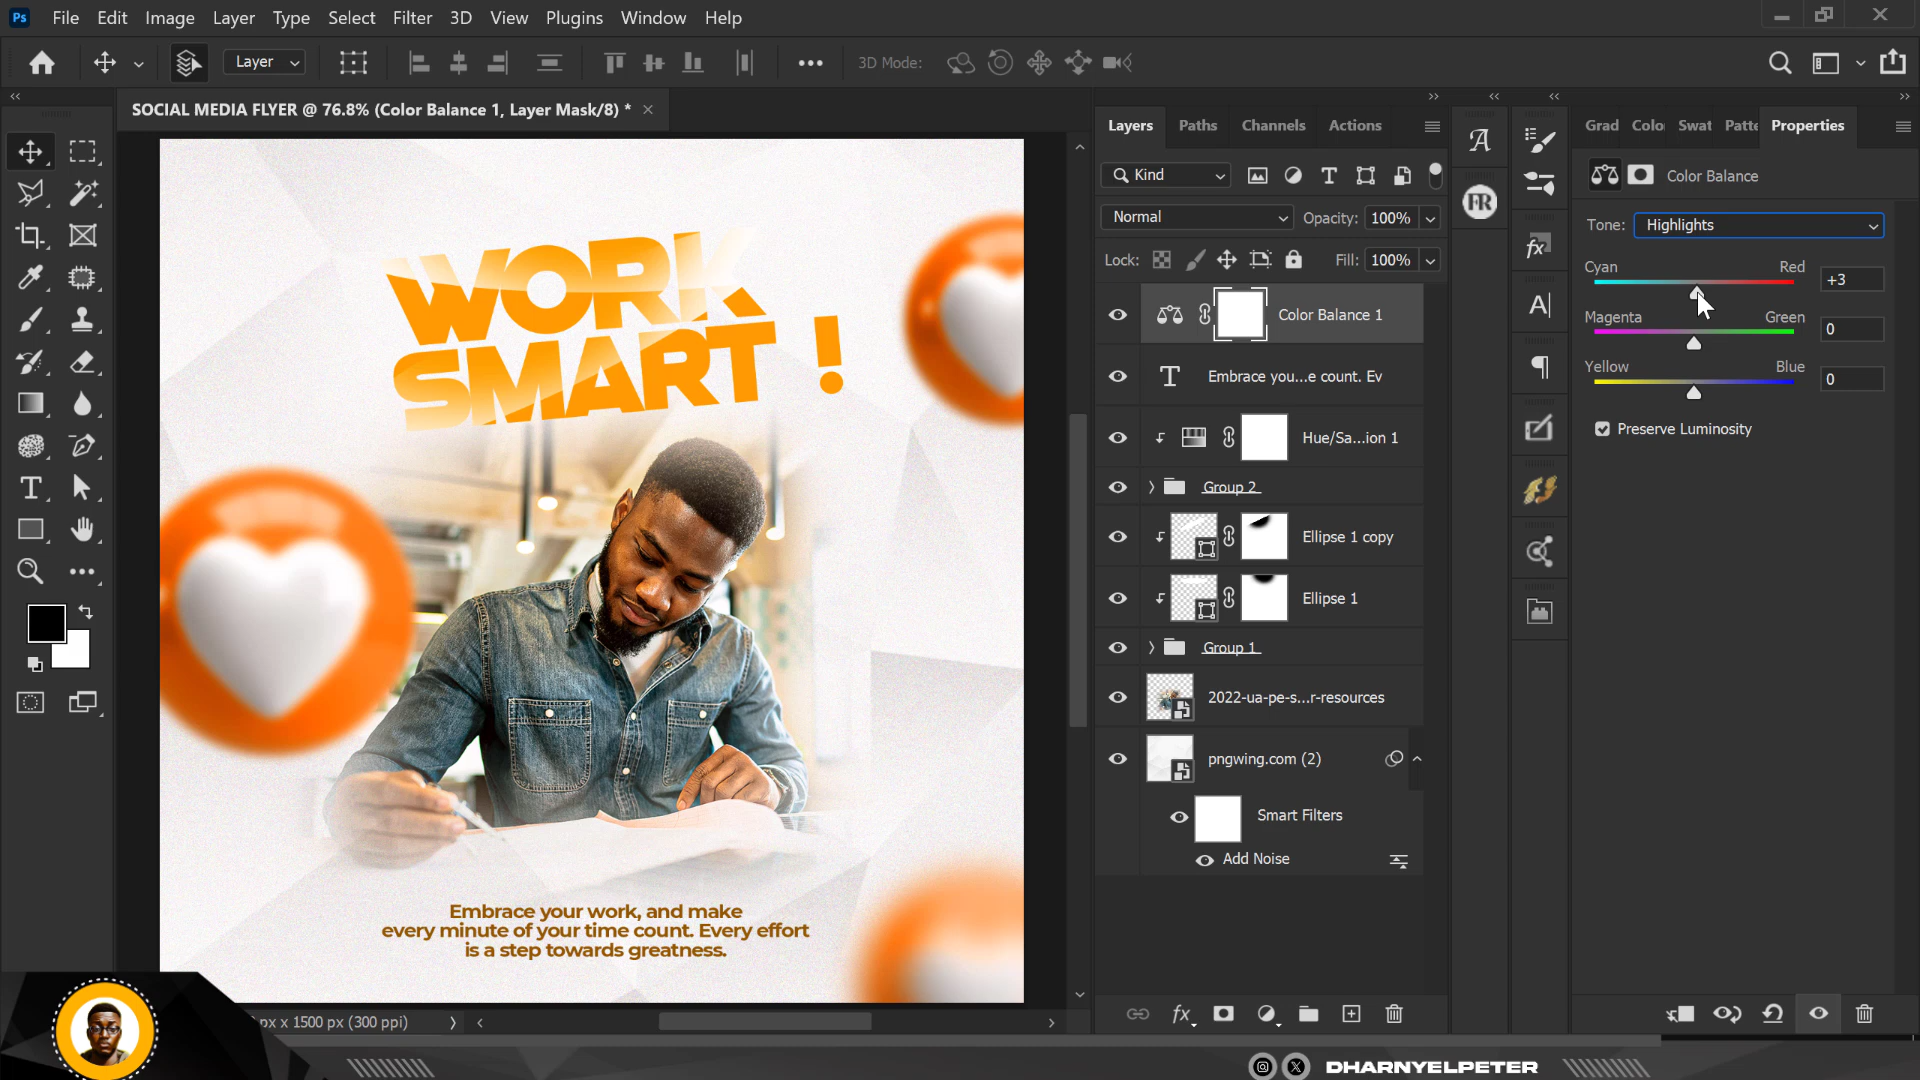 Ps File Edit Image Layer Type Select Filter 3D View Plugins Window Help
Layer 3D Mode:
SOCIAL MEDIA FLYER @ 76.8% (Color Balance 1, Layer Mask/8) *
Layers Paths Channels Actions
Grad Colo Swat Patte Properties
Kind
Color Balance
Normal Opacity: 100%
Tone: Highlights
Lock: Fill: 100%
Cyan Red +3
Magenta Green 0
Yellow Blue 0
Preserve Luminosity
Color Balance 1
Embrace you...e count. Ev
Hue/Sa...ion 1
Group 2
Ellipse 1 copy
Ellipse 1
Group 1
2022-ua-pe-s...r-resources
pngwing.com (2)
Smart Filters
Add Noise
FR
WORK
SMART !
Embrace your work, and make
every minute of your time count. Every effort
is a step towards greatness.
px x 1500 px (300 ppi)
DHARNYELPETER